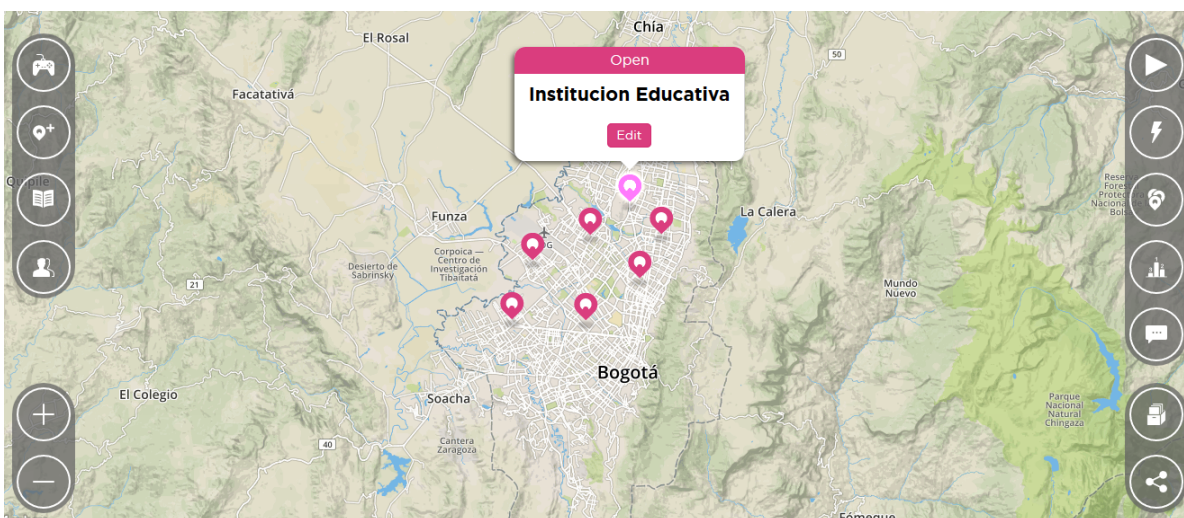 Chía
El Rosal
50
Open
Institucion Educativa
Edit
Facatativá
Funza
La Calera
Corpoica —
Centro de
Investigación
Tibaitatá
Desierto de
Sabrinsky
21
Mundo
Nuevo
Bogotá
El Colegio
Soacha
Parque
Nacional
Natural
Chingaza
40
Cantera
Zaragoza